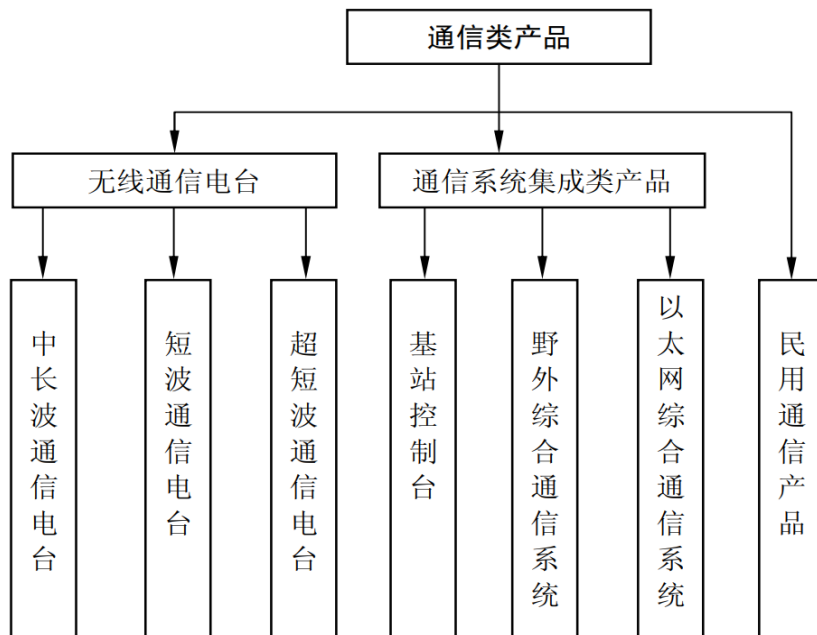 通信类产品
无线通信电台
通信系统集成类产品
中长波通信电台
短波通信电台
超短波通信电台
基站控制台
野外综合通信系统
以太网综合通信系统
民用通信产品